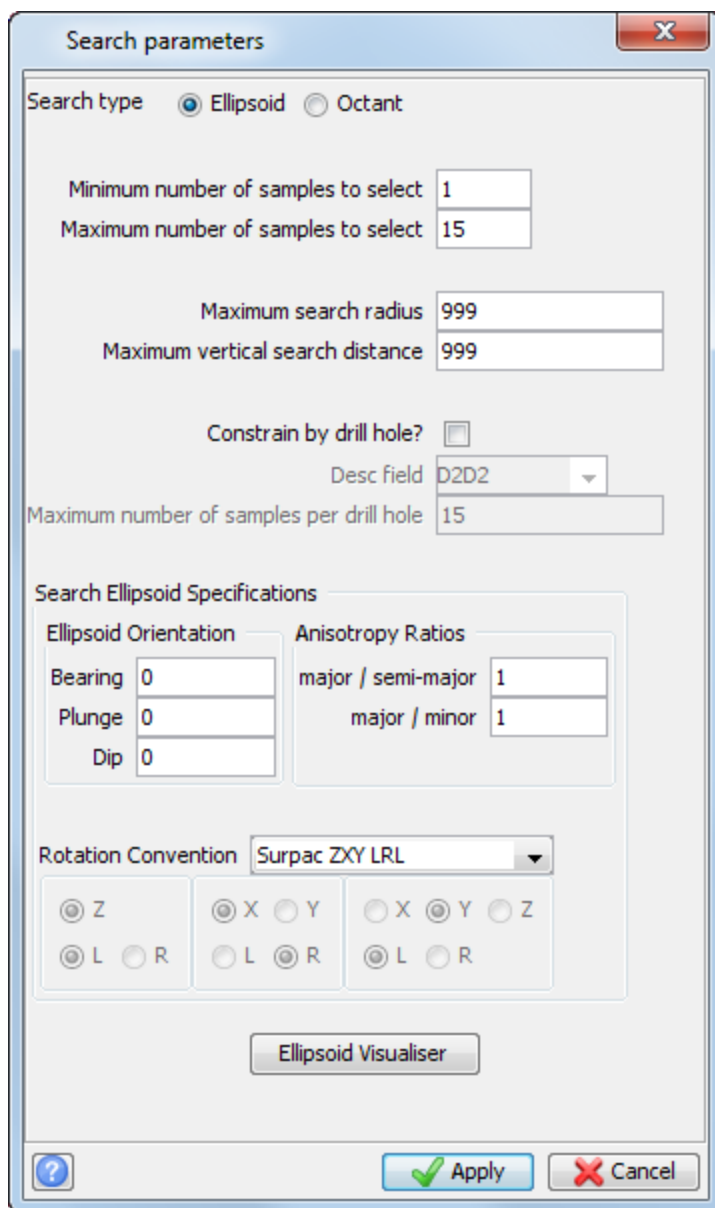 Search parameters
Search type Ellipsoid Octant
Minimum number of samples to select 1
Maximum number of samples to select 15
Maximum search radius 999
Maximum vertical search distance 999
Constrain by drill hole?
Desc field D2D2
Maximum number of samples per drill hole 15
Search Ellipsoid Specifications
Ellipsoid Orientation Anisotropy Ratios
Bearing 0 major / semi-major 1
Plunge 0 major / minor 1
Dip 0
Rotation Convention Surpac ZXY LRL
Z X Y X Y Z
L R L R L R
Ellipsoid Visualiser
? Apply Cancel